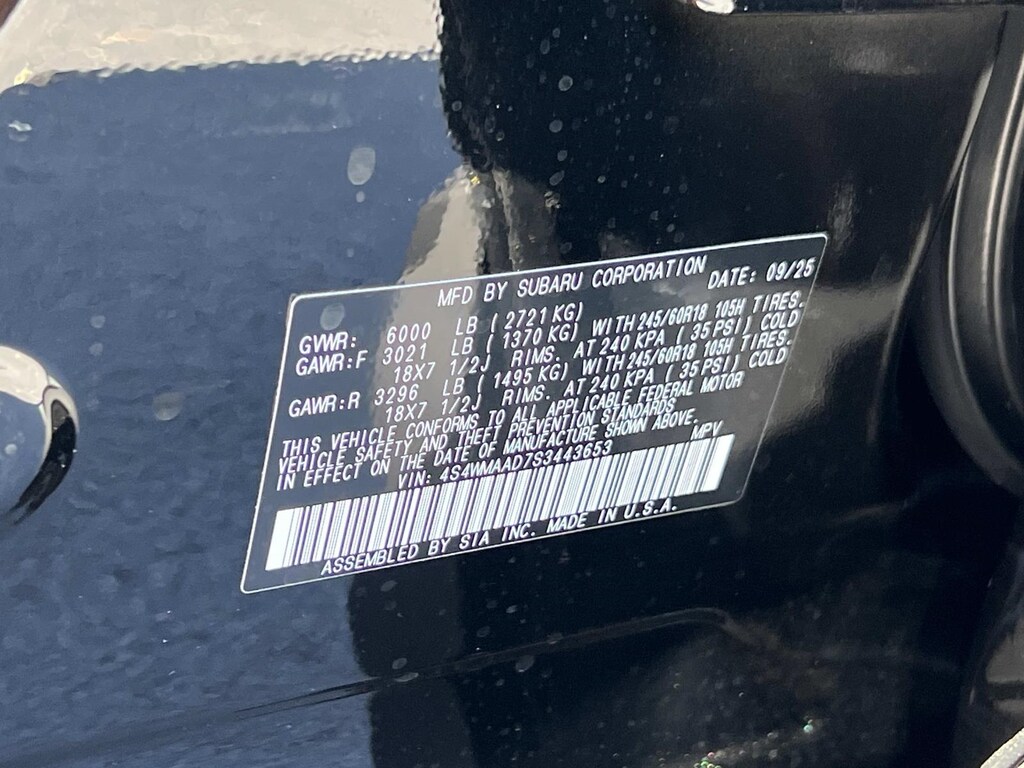 MFD BY SUBARU CORPORATION DATE: 09/25
GVWR: 6000 LB ( 2721 KG)
GAWR:F 3021 LB ( 1370 KG) WITH 245/60R18 105H TIRES.
18X7 1/2J RIMS. AT 240 KPA ( 35 PSI) COLD
GAWR:R 3296 LB ( 1495 KG) WITH 245/60R18 105H TIRES.
18X7 1/2J RIMS. AT 240 KPA ( 35 PSI) COLD
THIS VEHICLE CONFORMS TO ALL APPLICABLE FEDERAL MOTOR
VEHICLE SAFETY AND THEFT PREVENTION STANDARDS
IN EFFECT ON THE DATE OF MANUFACTURE SHOWN ABOVE.
VIN: 4S4WMAAD7S3443653 MPV
ASSEMBLED BY SIA INC. MADE IN U.S.A.